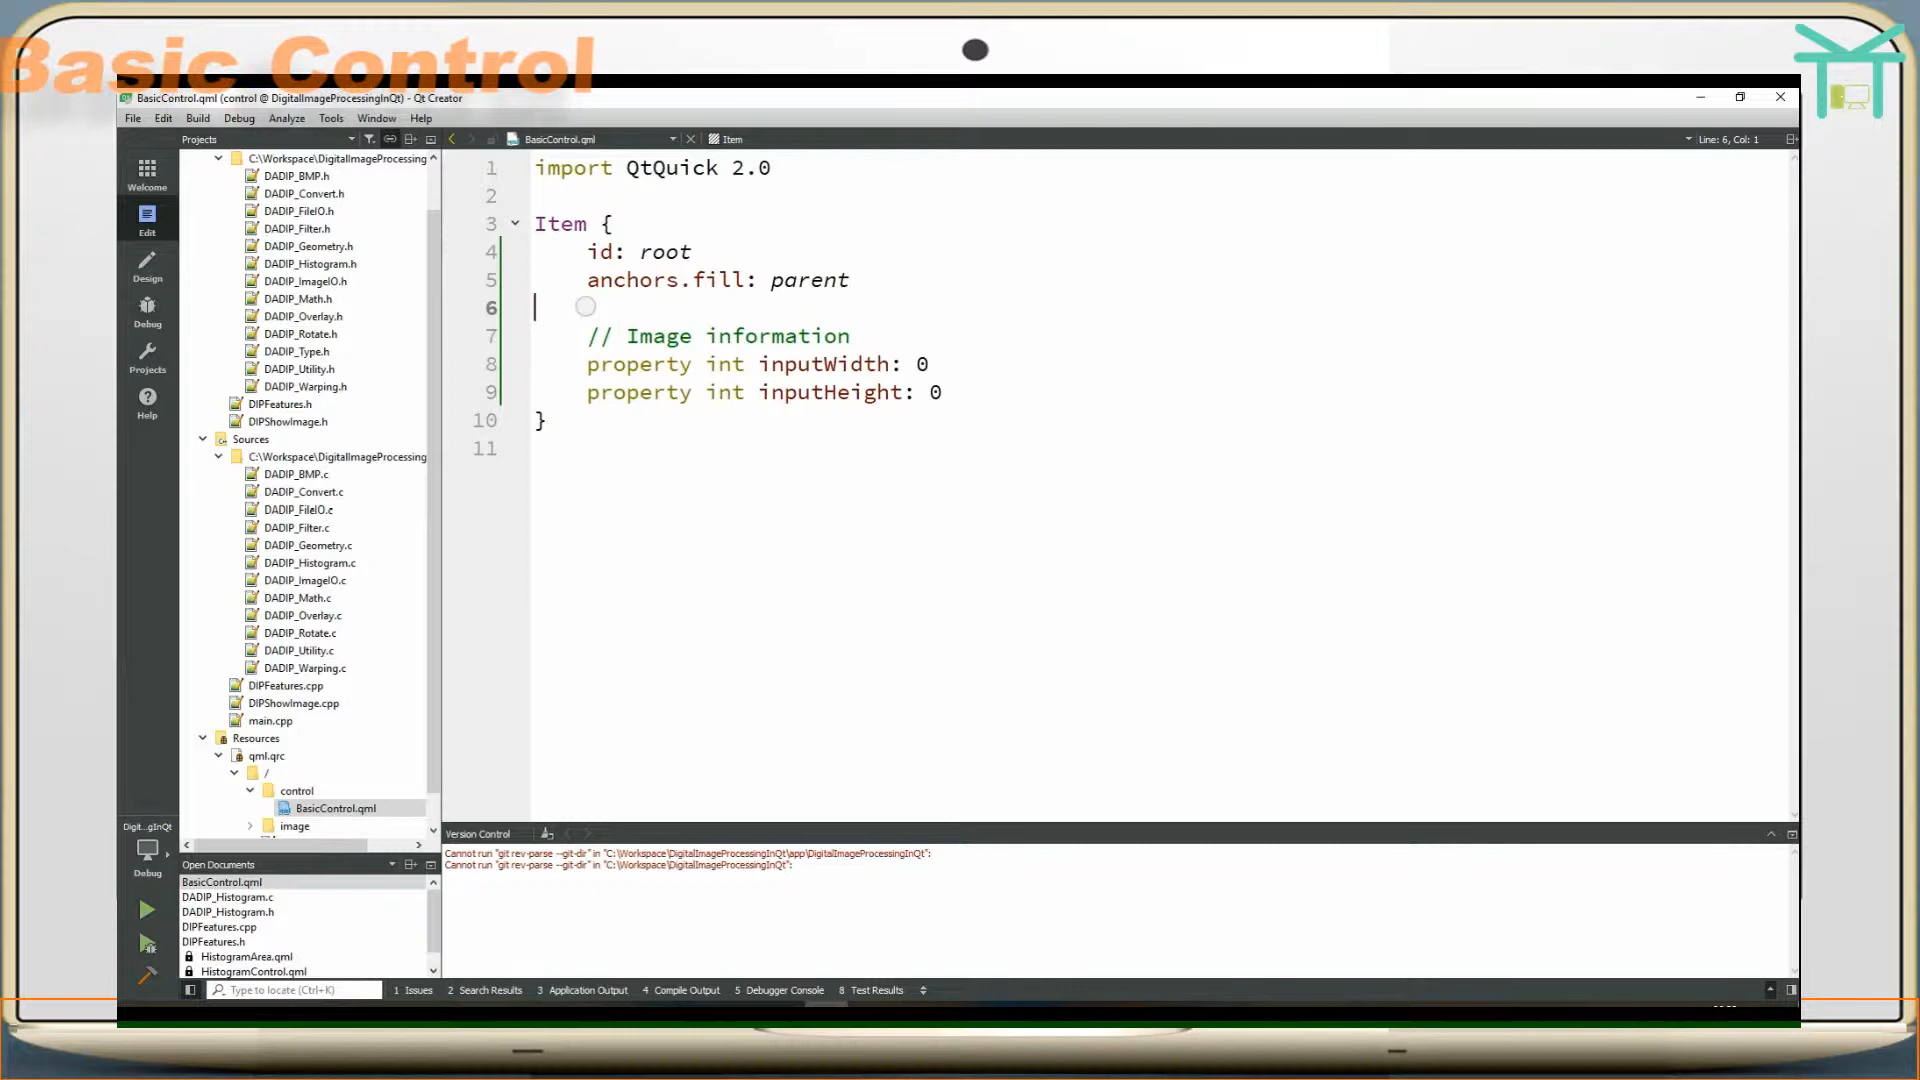 Basic Control
BasicControl.qml (control @ DigitalImageProcessingInQt) - Qt Creator
File Edit Build Debug Analyze Tools Window Help
Projects
BasicControl.qml
Item
Line: 6, Col: 1
Welcome
Edit
Design
Debug
Projects
Help
C:\Workspace\DigitalImageProcessing
DADIP_BMP.h
DADIP_Convert.h
DADIP_FileIO.h
DADIP_Filter.h
DADIP_Geometry.h
DADIP_Histogram.h
DADIP_ImageIO.h
DADIP_Math.h
DADIP_Overlay.h
DADIP_Rotate.h
DADIP_Type.h
DADIP_Utility.h
DADIP_Warping.h
DIPFeatures.h
DIPShowImage.h
Sources
C:\Workspace\DigitalImageProcessing
DADIP_BMP.c
DADIP_Convert.c
DADIP_FileIO.c
DADIP_Filter.c
DADIP_Geometry.c
DADIP_Histogram.c
DADIP_ImageIO.c
DADIP_Math.c
DADIP_Overlay.c
DADIP_Rotate.c
DADIP_Utility.c
DADIP_Warping.c
DIPFeatures.cpp
DIPShowImage.cpp
main.cpp
Resources
qml.qrc
/
control
BasicControl.qml
image
1 import QtQuick 2.0
2
3 Item {
4 id: root
5 anchors.fill: parent
6
7 // Image information
8 property int inputWidth: 0
9 property int inputHeight: 0
10 }
11
Digit...gInQt
Debug
Open Documents
BasicControl.qml
DADIP_Histogram.c
DADIP_Histogram.h
DIPFeatures.cpp
DIPFeatures.h
HistogramArea.qml
HistogramControl.qml
Version Control
Cannot run "git rev-parse --git-dir" in "C:\Workspace\DigitalImageProcessingInQt\app\DigitalImageProcessingInQt":
Cannot run "git rev-parse --git-dir" in "C:\Workspace\DigitalImageProcessingInQt":
Type to locate (Ctrl+K)
1 Issues 2 Search Results 3 Application Output 4 Compile Output 5 Debugger Console 8 Test Results